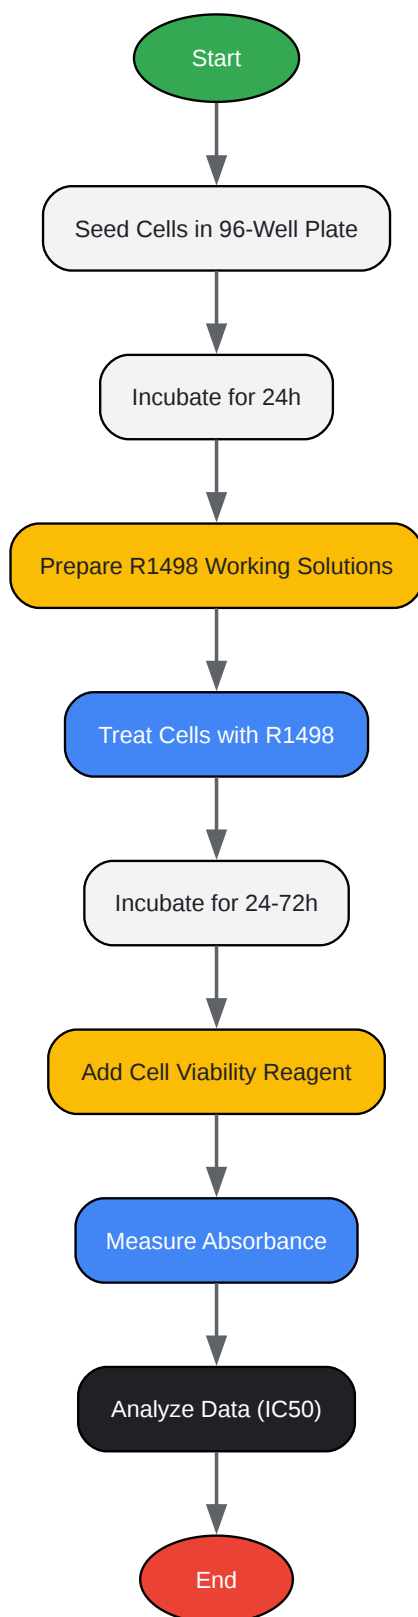 Start
Seed Cells in 96-Well Plate
Incubate for 24h
Prepare R1498 Working Solutions
Treat Cells with R1498
Incubate for 24-72h
Add Cell Viability Reagent
Measure Absorbance
Analyze Data (IC50)
End